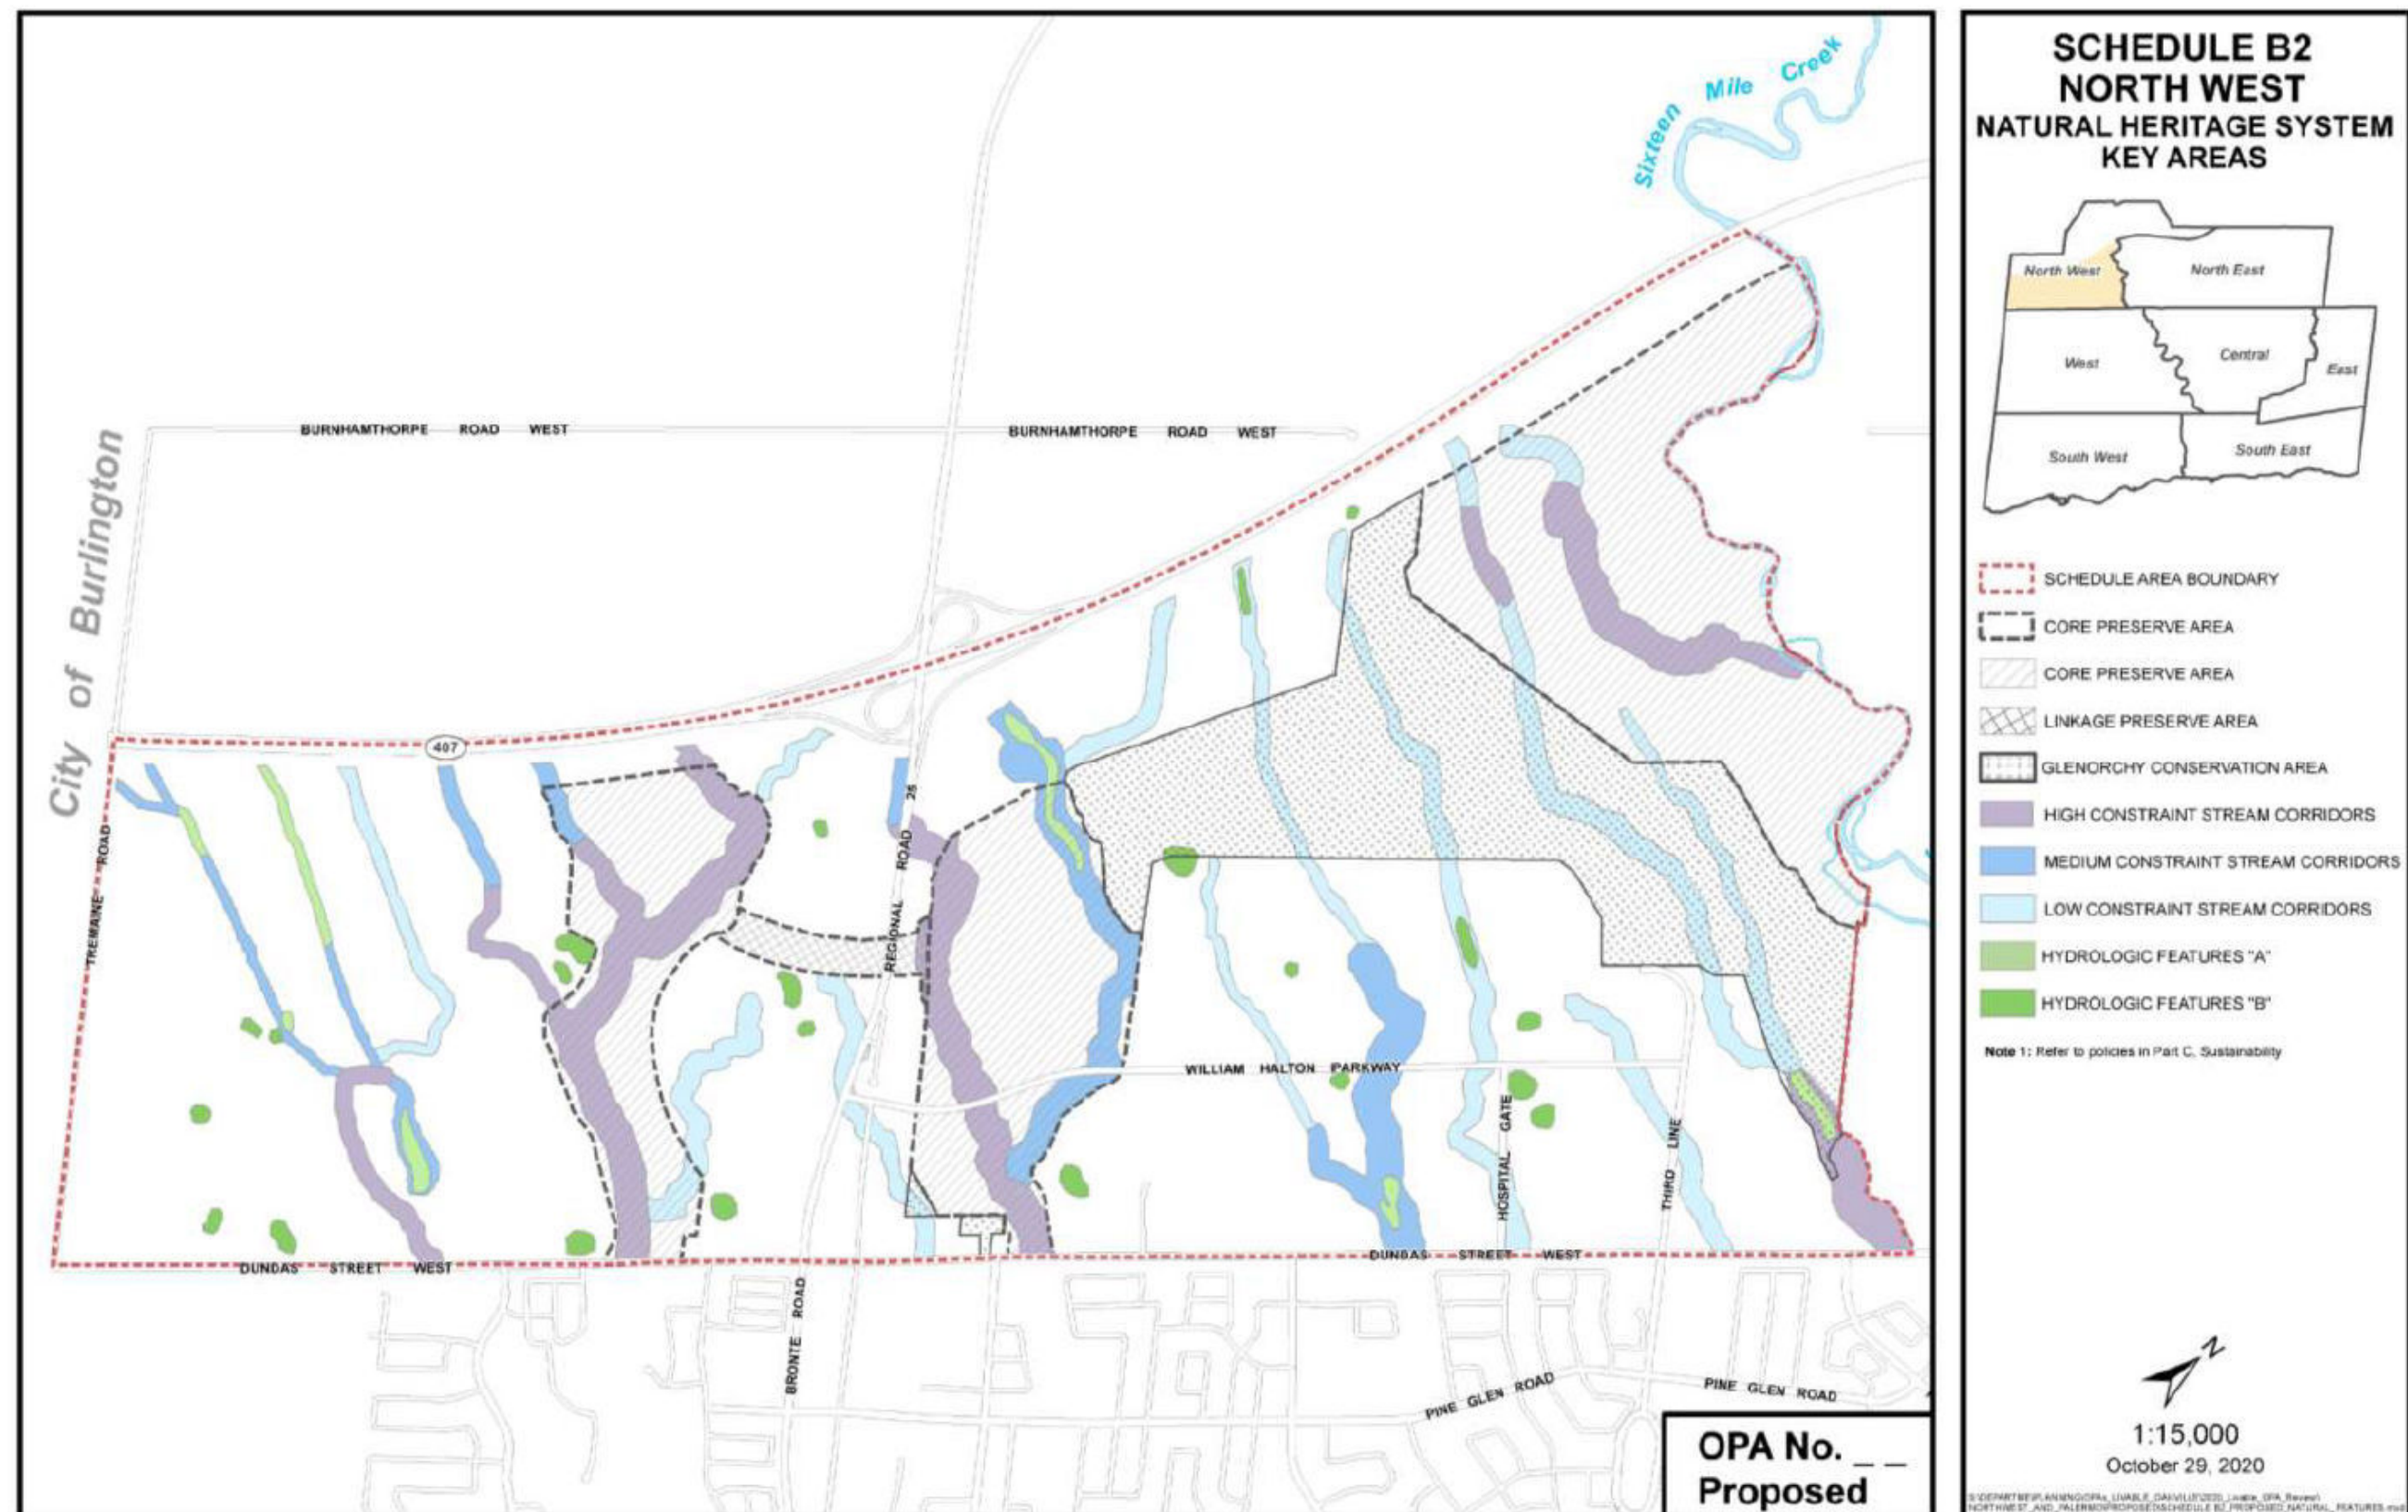 Sixteen Mile Creek
BURNHAMTHORPE ROAD WEST
BURNHAMTHORPE ROAD WEST
City of Burlington
407
25
REGIONAL ROAD
TREMAINE ROAD
WILLIAM HALTON PARKWAY
HOSPITAL GATE
THIRD LINE
DUNDAS STREET WEST
DUNDAS STREET WEST
BRONTE ROAD
PINE GLEN ROAD
PINE GLEN ROAD
OPA No. _ _
Proposed
SCHEDULE B2
NORTH WEST
NATURAL HERITAGE SYSTEM
KEY AREAS
North West
North East
West
Central
East
South West
South East
SCHEDULE AREA BOUNDARY
CORE PRESERVE AREA
CORE PRESERVE AREA
LINKAGE PRESERVE AREA
GLENORCHY CONSERVATION AREA
HIGH CONSTRAINT STREAM CORRIDORS
MEDIUM CONSTRAINT STREAM CORRIDORS
LOW CONSTRAINT STREAM CORRIDORS
HYDROLOGIC FEATURES "A"
HYDROLOGIC FEATURES "B"
Note 1: Refer to policies in Part C, Sustainability
N
1:15,000
October 29, 2020